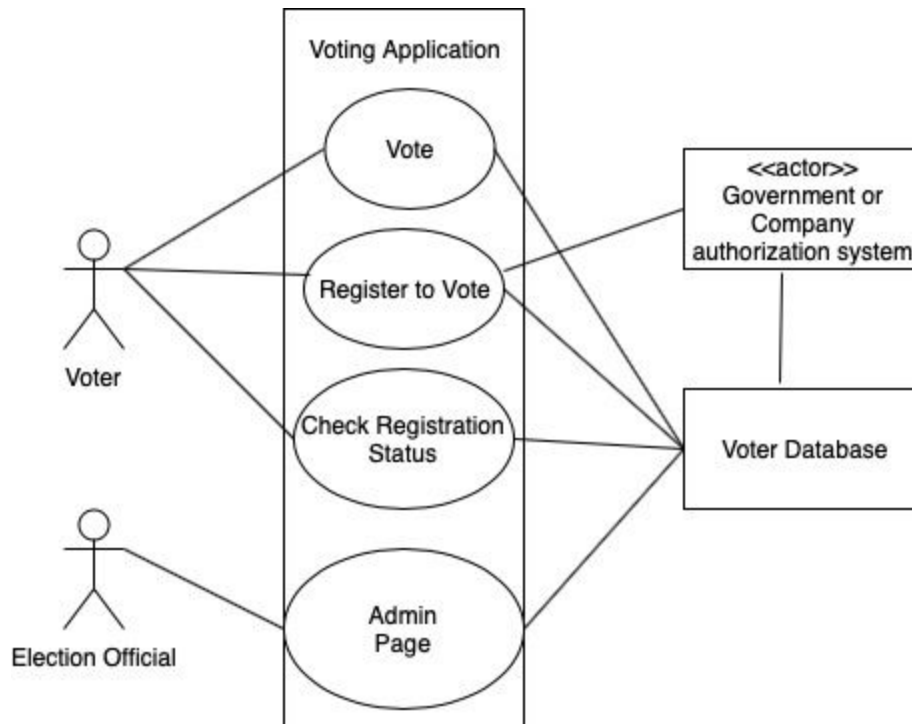 Voting Application
Vote
<<actor>>
Government or
Company
authorization system
Register to Vote
Voter
Check Registration
Status
Voter Database
Admin
Page
Election Official